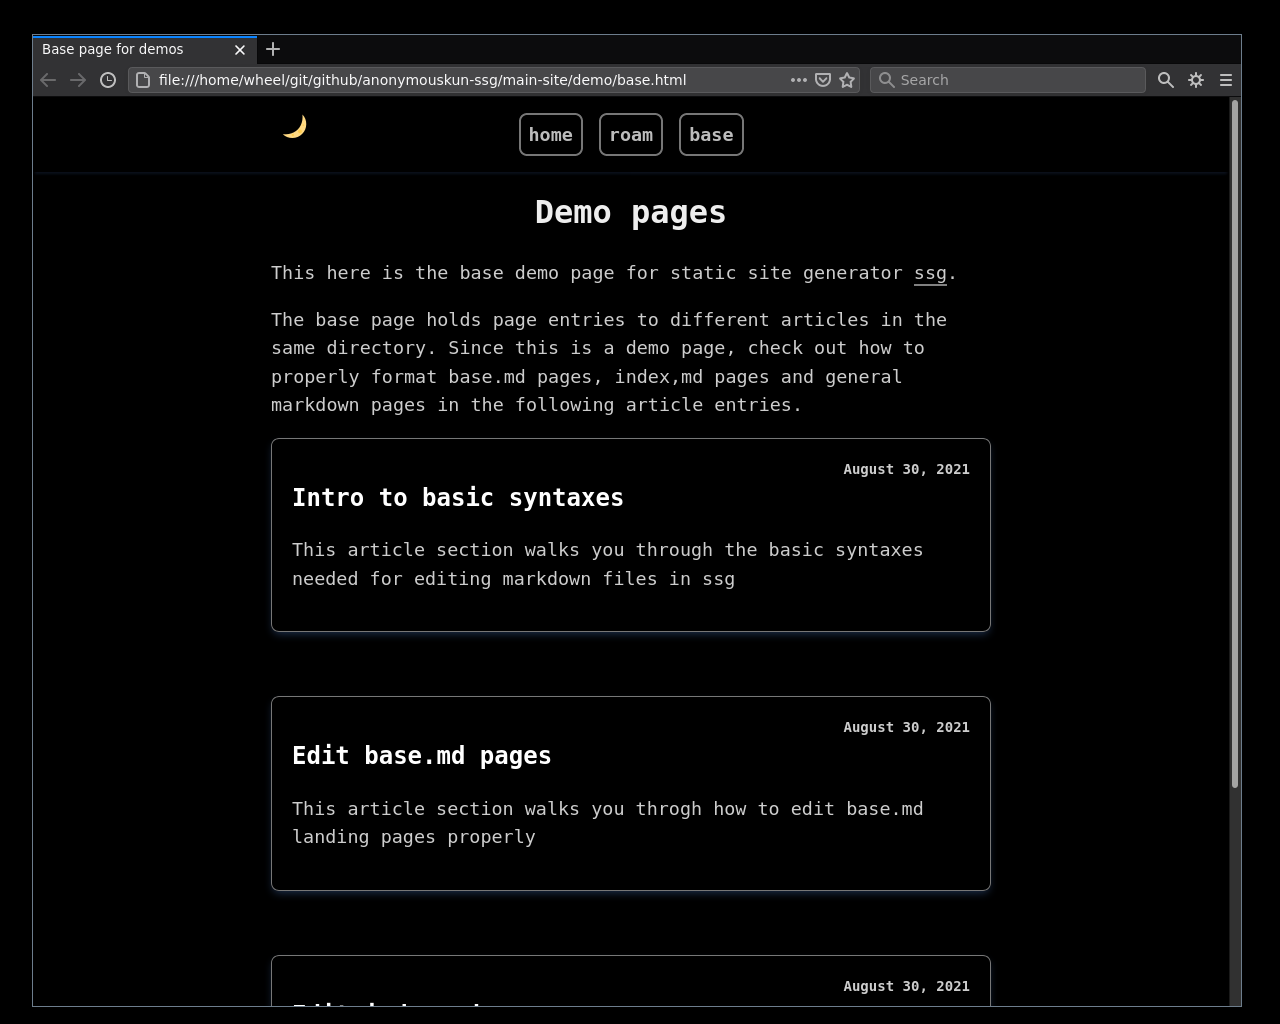 Base page for demos
file:///home/wheel/git/github/anonymouskun-ssg/main-site/demo/base.html
Search
home roam base
Demo pages
This here is the base demo page for static site generator ssg.
The base page holds page entries to different articles in the
same directory. Since this is a demo page, check out how to
properly format base.md pages, index,md pages and general
markdown pages in the following article entries.
August 30, 2021
Intro to basic syntaxes
This article section walks you through the basic syntaxes
needed for editing markdown files in ssg
August 30, 2021
Edit base.md pages
This article section walks you throgh how to edit base.md
landing pages properly
August 30, 2021